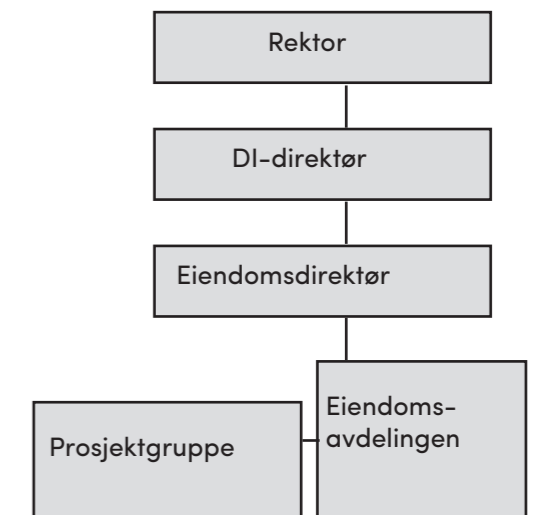 Rektor
DI-direktør
Eiendomsdirektør
Eiendoms-
avdelingen
Prosjektgruppe